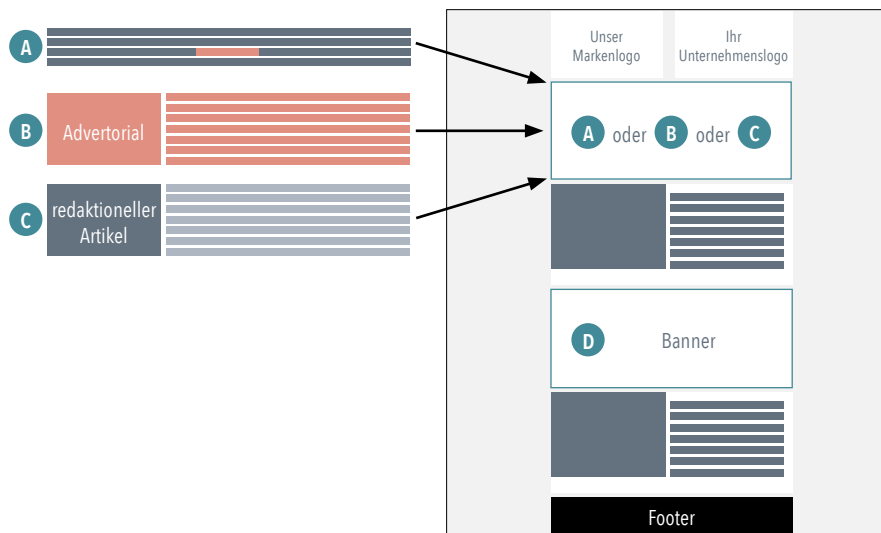 A
B
Advertorial
C
redaktioneller
Artikel
Unser
Markenlogo
Ihr
Unternehmenslogo
A oder B oder C
D Banner
Footer